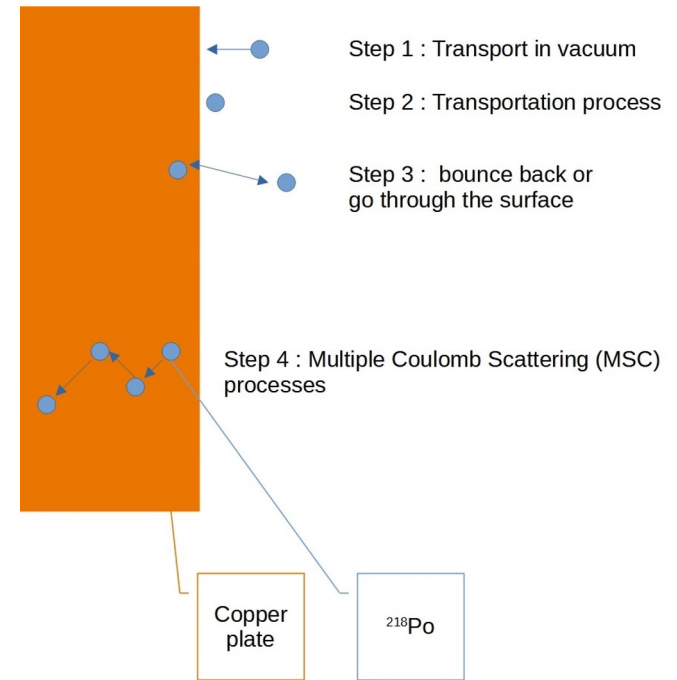 Step 1 : Transport in vacuum
Step 2 : Transportation process
Step 3 :  bounce back or
go through the surface
Step 4 : Multiple Coulomb Scattering (MSC)
processes
Copper
plate
²¹⁸Po